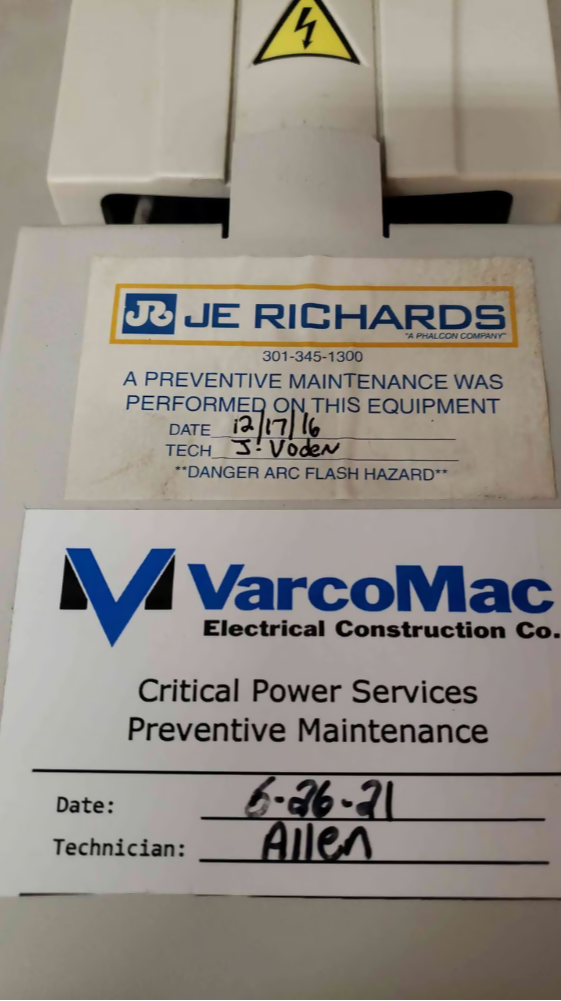 JR JE RICHARDS
"A PHALCON COMPANY"
301-345-1300
A PREVENTIVE MAINTENANCE WAS
PERFORMED ON THIS EQUIPMENT
DATE 12/17/16
TECH J. Voden
**DANGER ARC FLASH HAZARD**
VarcoMac
Electrical Construction Co.
Critical Power Services
Preventive Maintenance
Date: 6-26-21
Technician: Allen